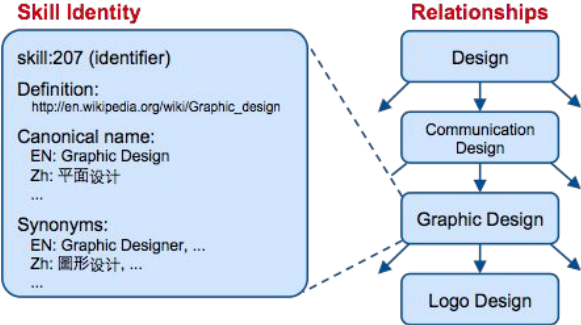 Skill Identity
skill:207 (identifier)
Definition:
http://en.wikipedia.org/wiki/Graphic_design
Canonical name:
EN: Graphic Design
Zh: 平面设计
...
Synonyms:
EN: Graphic Designer, ...
Zh: 圖形设计, ...
...
Relationships
Design
Communication
Design
Graphic Design
Logo Design